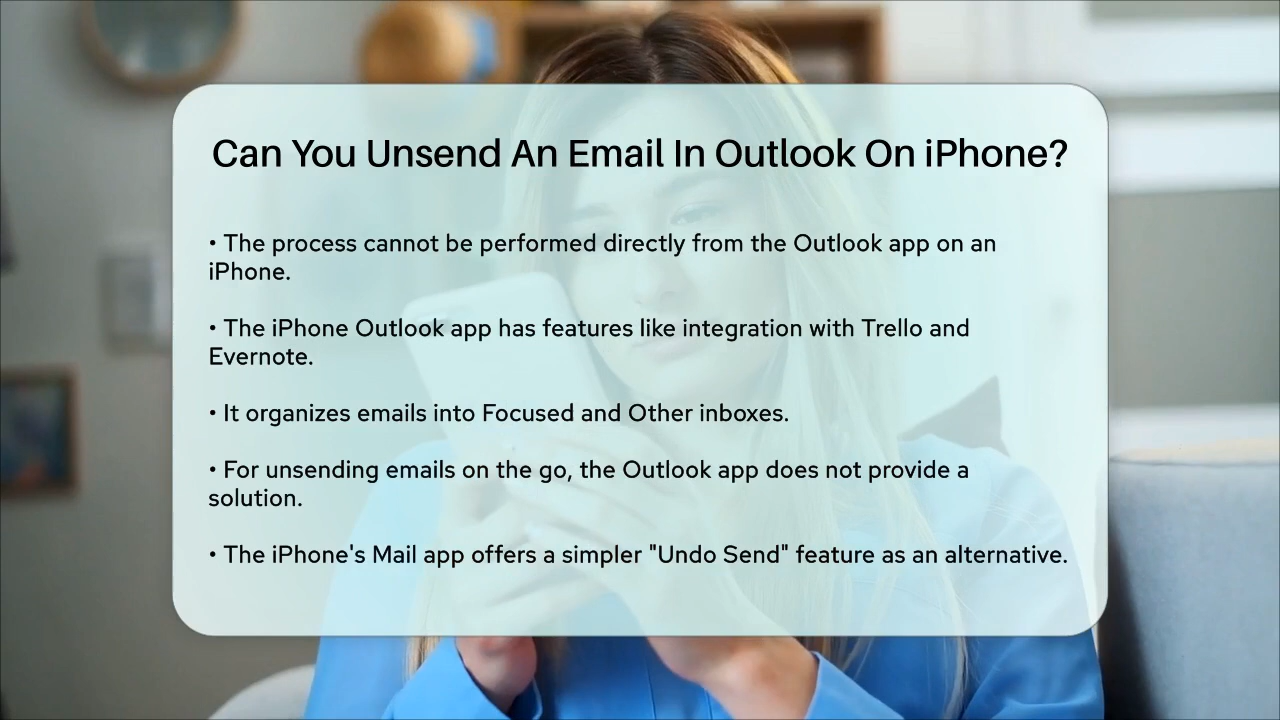 Can You Unsend An Email In Outlook On iPhone?
• The process cannot be performed directly from the Outlook app on an
iPhone.
• The iPhone Outlook app has features like integration with Trello and
Evernote.
• It organizes emails into Focused and Other inboxes.
• For unsending emails on the go, the Outlook app does not provide a
solution.
• The iPhone's Mail app offers a simpler "Undo Send" feature as an alternative.